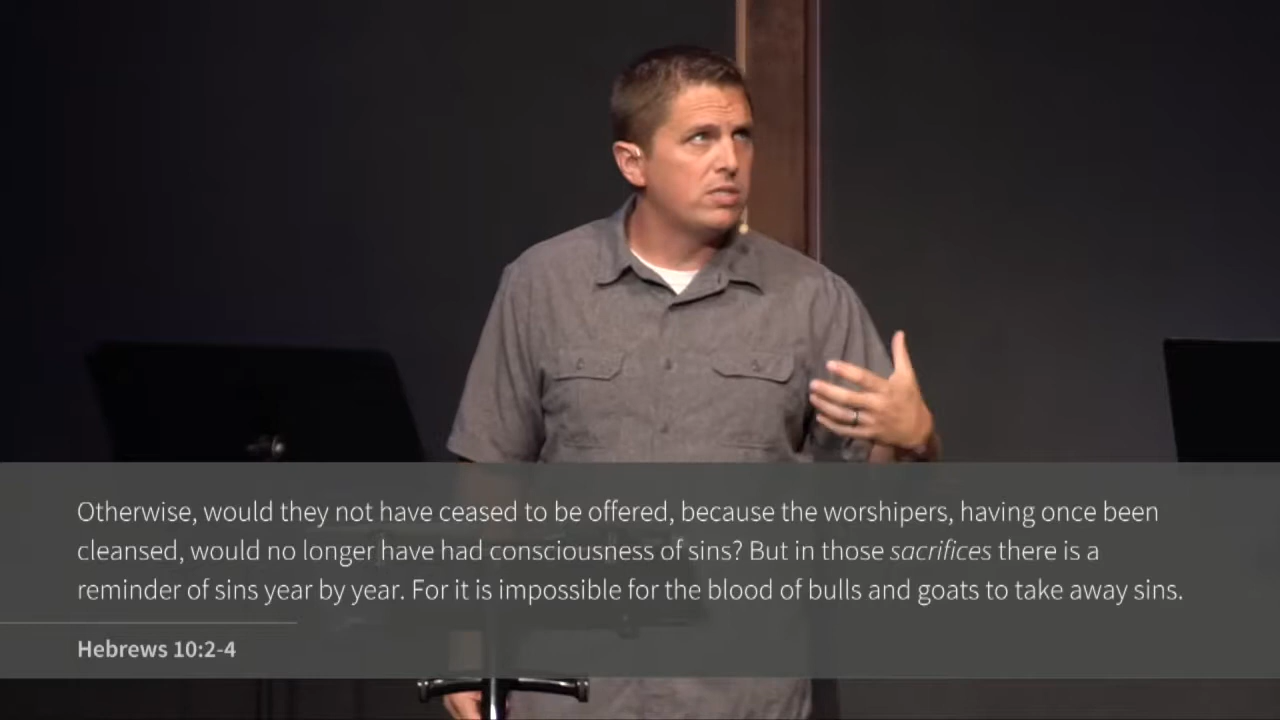 Otherwise, would they not have ceased to be offered, because the worshipers, having once been
cleansed, would no longer have had consciousness of sins? But in those sacrifices there is a
reminder of sins year by year. For it is impossible for the blood of bulls and goats to take away sins.
Hebrews 10:2-4